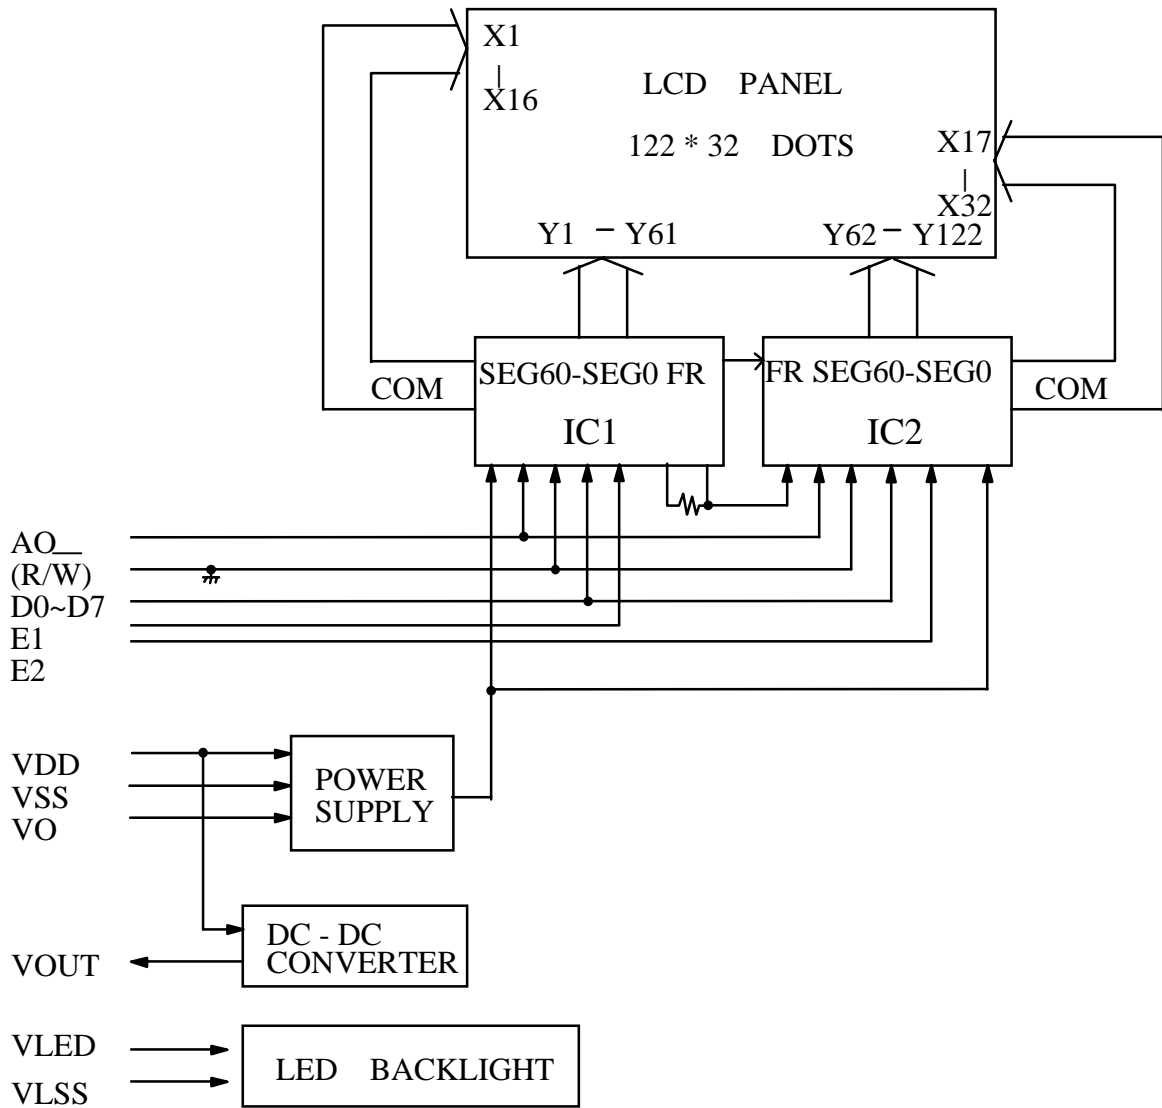 X1
|
X16
LCD PANEL
122 * 32 DOTS
X17
|
X32
Y1 – Y61
Y62 – Y122
SEG60-SEG0 FR
IC1
FR SEG60-SEG0
IC2
COM
COM
AO
(R/W)
D0~D7
E1
E2
VDD
VSS
VO
POWER
SUPPLY
DC - DC
CONVERTER
VOUT
VLED
VLSS
LED BACKLIGHT